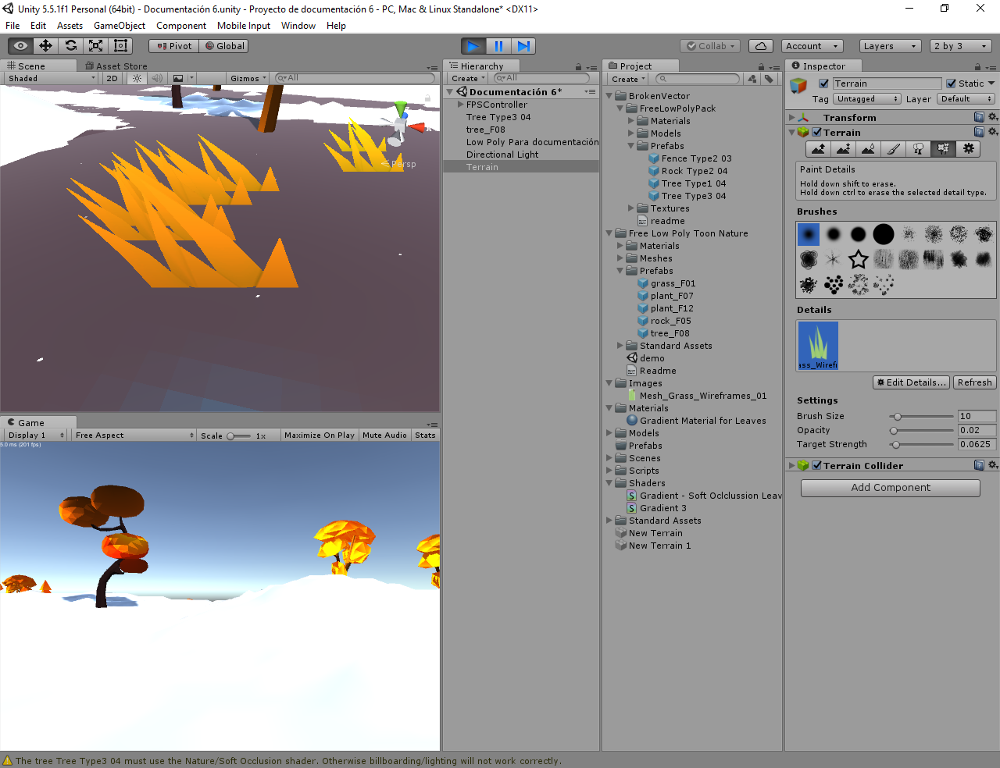 Unity 5.5.1f1 Personal (64bit) - Documentación 6.unity - Proyecto de documentación 6 - PC, Mac & Linux Standalone* <DX11>
File Edit Assets GameObject Component Mobile Input Window Help
Pivot Global Collab Account Layers 2 by 3
Scene Asset Store
Shaded 2D Gizmos All
Persp
Game
Display 1 Free Aspect Scale 1x Maximize On Play Mute Audio Stats
5.0 ms (201 fps)
Hierarchy
Create All
Documentación 6*
FPSController
Tree Type3 04
tree_F08
Low Poly Para documentación
Directional Light
Terrain
Project
Create
BrokenVector
FreeLowPolyPack
Materials
Models
Prefabs
Fence Type2 03
Rock Type2 04
Tree Type1 04
Tree Type3 04
Textures
readme
Free Low Poly Toon Nature
Materials
Meshes
Prefabs
grass_F01
plant_F07
plant_F12
rock_F05
tree_F08
Standard Assets
demo
Readme
Images
Mesh_Grass_Wireframes_01
Materials
Gradient Material for Leaves
Models
Prefabs
Scenes
Scripts
Shaders
Gradient - Soft Oclclussion Leav
Gradient 3
Standard Assets
New Terrain
New Terrain 1
Inspector
Terrain Static
Tag Untagged Layer Default
Transform
Terrain
Paint Details
Hold down shift to erase.
Hold down ctrl to erase the selected detail type.
Brushes
Details
ass_Wirefi
Edit Details... Refresh
Settings
Brush Size 10
Opacity 0.02
Target Strength 0.0625
Terrain Collider
Add Component
The tree Tree Type3 04 must use the Nature/Soft Occlusion shader. Otherwise billboarding/lighting will not work correctly.